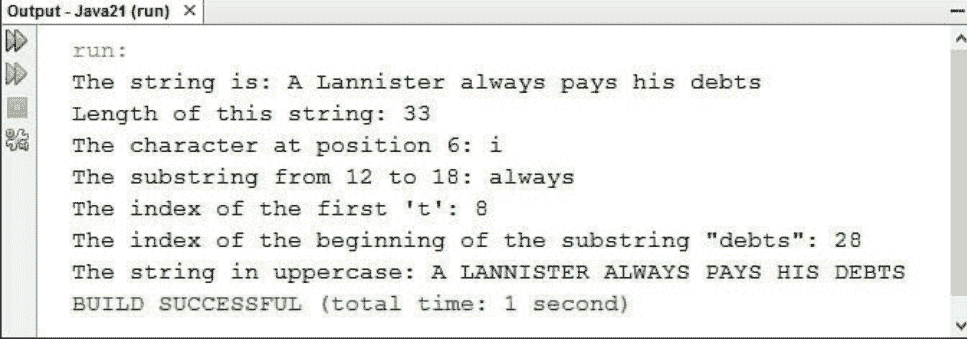 Output - Java21 (run) ×
run:
The string is: A Lannister always pays his debts
Length of this string: 33
The character at position 6: i
The substring from 12 to 18: always
The index of the first 't': 8
The index of the beginning of the substring "debts": 28
The string in uppercase: A LANNISTER ALWAYS PAYS HIS DEBTS
BUILD SUCCESSFUL (total time: 1 second)